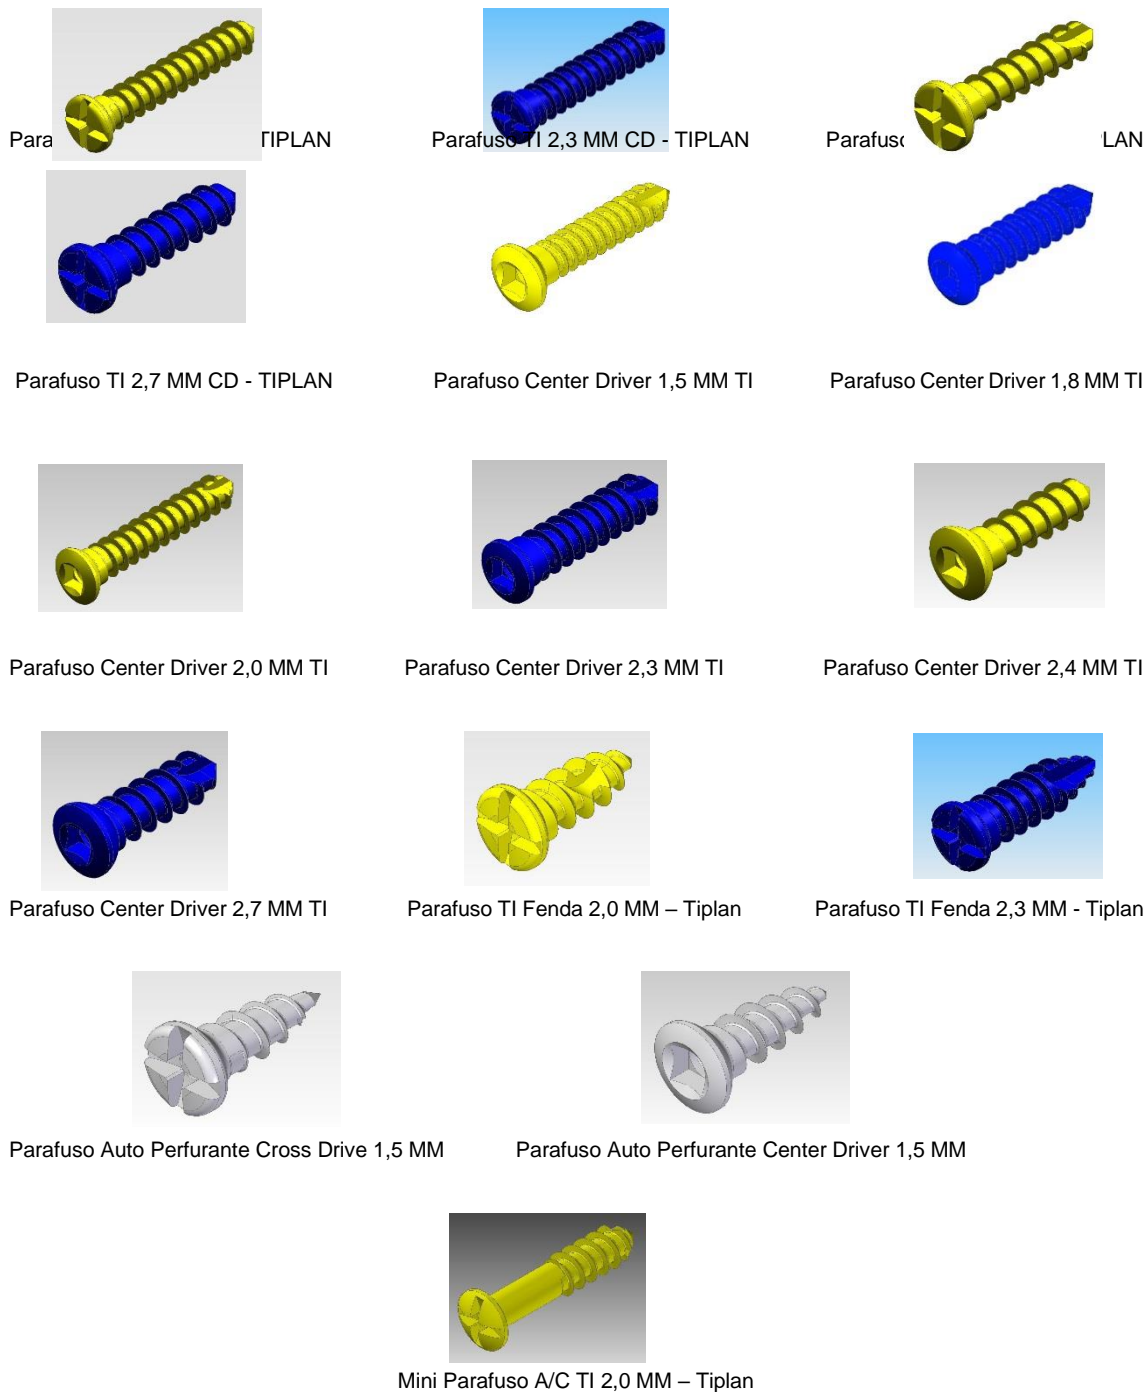 TIPLAN
Parafuso TI 2,3 MM CD - TIPLAN
Parafuso TI 2,7 MM CD - TIPLAN
Parafuso Center Driver 1,5 MM TI
Parafuso Center Driver 1,8 MM TI
Parafuso Center Driver 2,0 MM TI
Parafuso Center Driver 2,3 MM TI
Parafuso Center Driver 2,4 MM TI
Parafuso Center Driver 2,7 MM TI
Parafuso TI Fenda 2,0 MM – Tiplan
Parafuso TI Fenda 2,3 MM - Tiplan
Parafuso Auto Perfurante Cross Drive 1,5 MM
Parafuso Auto Perfurante Center Driver 1,5 MM
Mini Parafuso A/C TI 2,0 MM – Tiplan